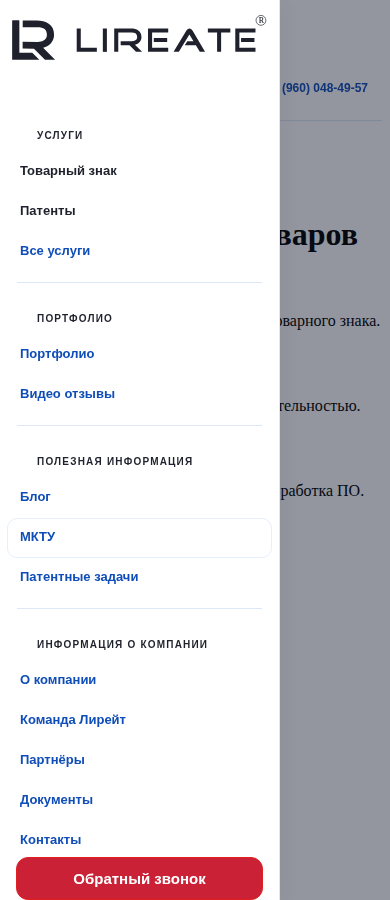 LIREATE®
(960) 048-49-57
УСЛУГИ
Товарный знак
Патенты
Все услуги
варов
оварного знака.
ПОРТФОЛИО
Портфолио
Видео отзывы
тельностью.
ПОЛЕЗНАЯ ИНФОРМАЦИЯ
Блог
работка ПО.
МКТУ
Патентные задачи
ИНФОРМАЦИЯ О КОМПАНИИ
О компании
Команда Лирейт
Партнёры
Документы
Контакты
Обратный звонок